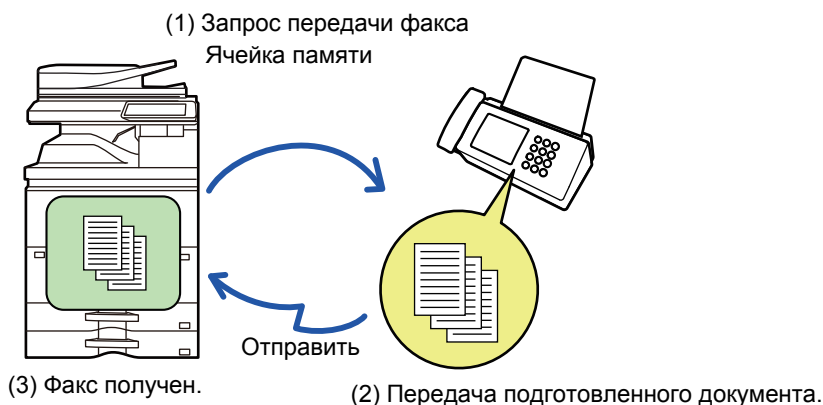 (1) Запрос передачи факса
Ячейка памяти
Отправить
(3) Факс получен.
(2) Передача подготовленного документа.